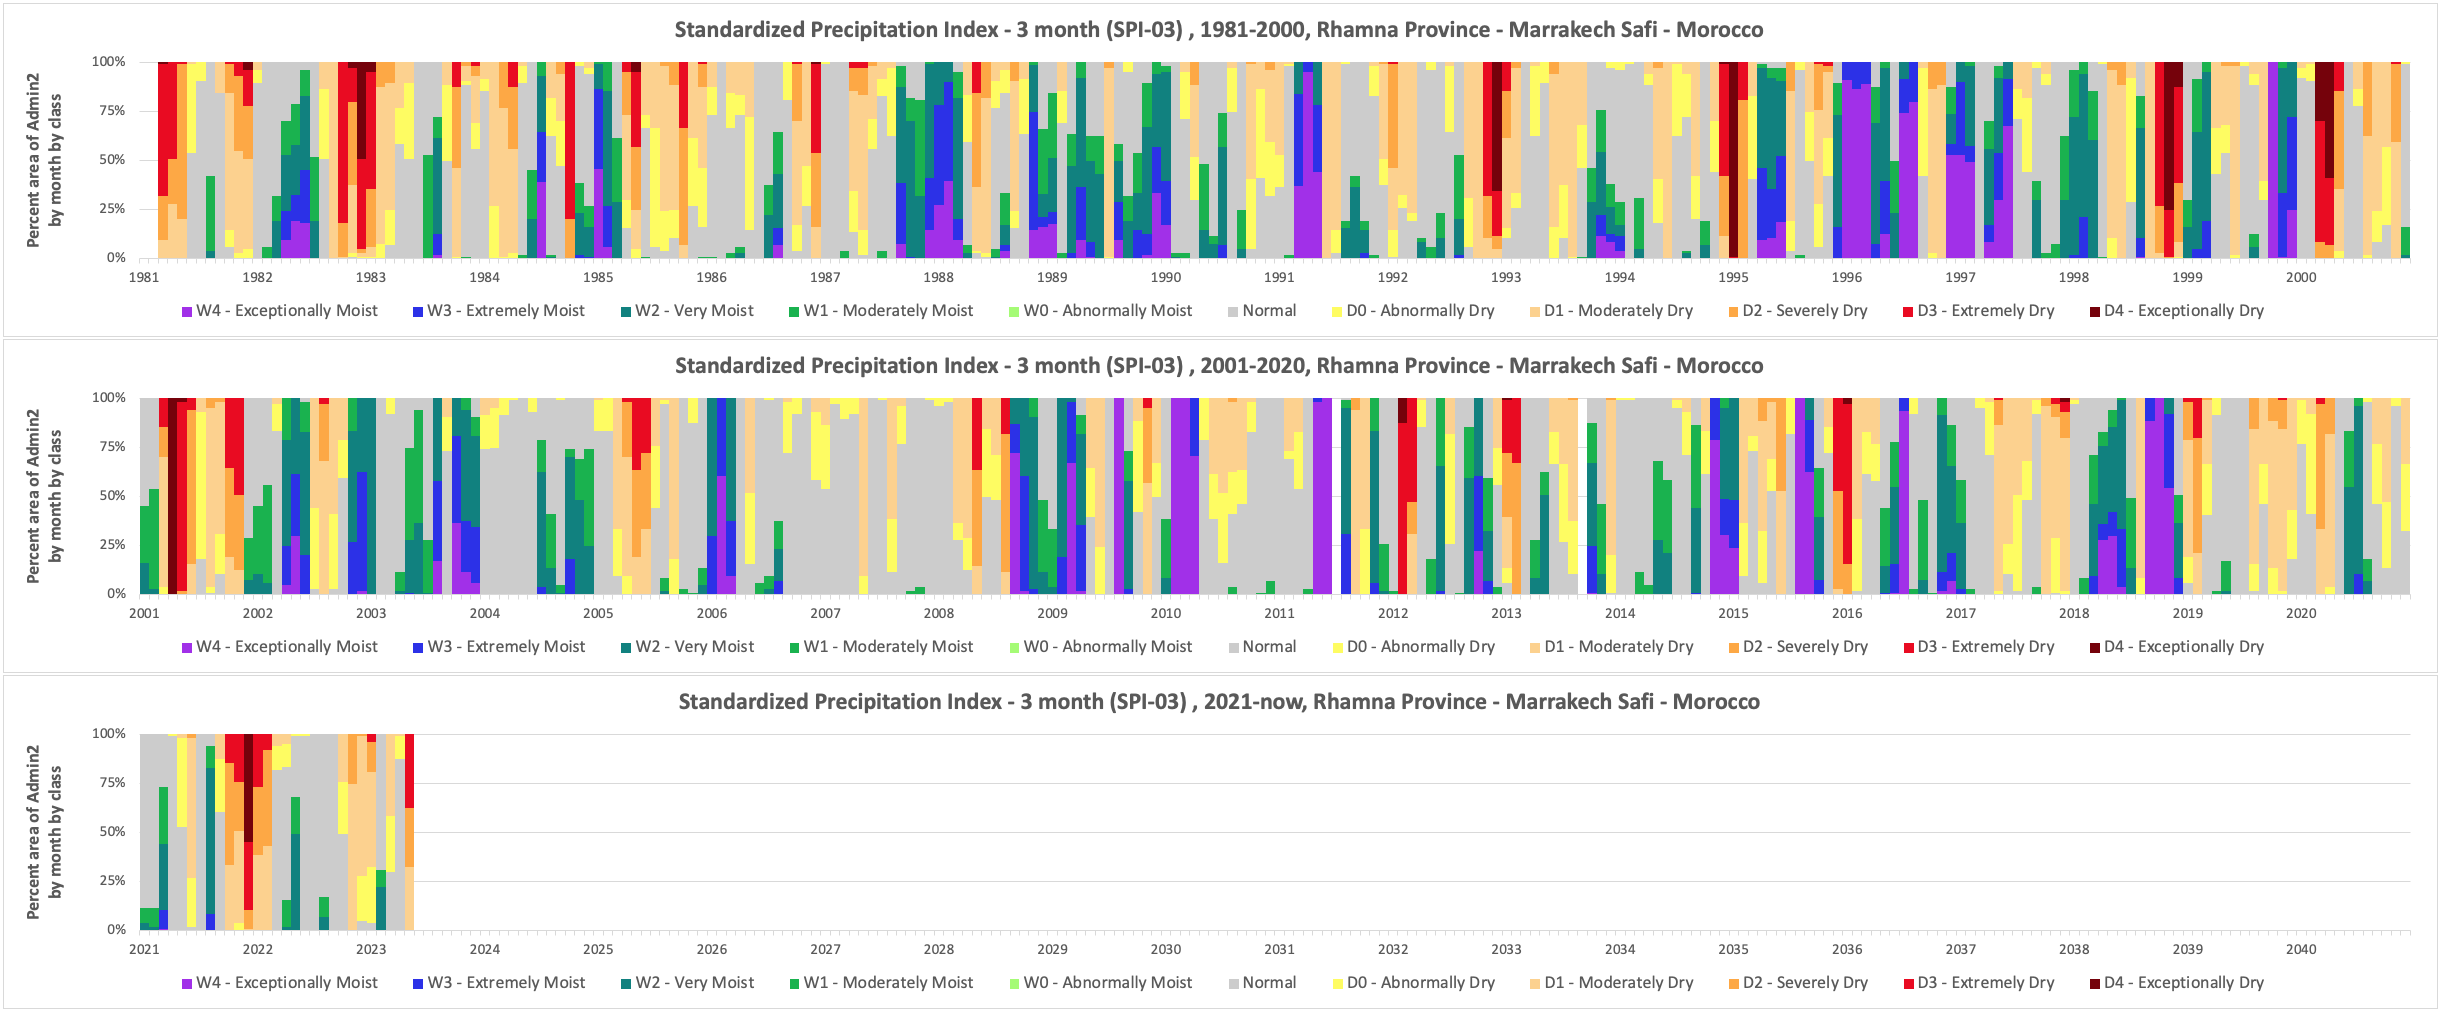 Standardized Precipitation Index - 3 month (SPI-03) , 1981-2000, Rhamna Province - Marrakech Safi - Morocco
Percent area of Admin2
by month by class
100%
75%
50%
25%
0%
1981 1982 1983 1984 1985 1986 1987 1988 1989 1990 1991 1992 1993 1994 1995 1996 1997 1998 1999 2000
W4 - Exceptionally Moist W3 - Extremely Moist W2 - Very Moist W1 - Moderately Moist W0 - Abnormally Moist Normal D0 - Abnormally Dry D1 - Moderately Dry D2 - Severely Dry D3 - Extremely Dry D4 - Exceptionally Dry
Standardized Precipitation Index - 3 month (SPI-03) , 2001-2020, Rhamna Province - Marrakech Safi - Morocco
Percent area of Admin2
by month by class
100%
75%
50%
25%
0%
2001 2002 2003 2004 2005 2006 2007 2008 2009 2010 2011 2012 2013 2014 2015 2016 2017 2018 2019 2020
W4 - Exceptionally Moist W3 - Extremely Moist W2 - Very Moist W1 - Moderately Moist W0 - Abnormally Moist Normal D0 - Abnormally Dry D1 - Moderately Dry D2 - Severely Dry D3 - Extremely Dry D4 - Exceptionally Dry
Standardized Precipitation Index - 3 month (SPI-03) , 2021-now, Rhamna Province - Marrakech Safi - Morocco
Percent area of Admin2
by month by class
100%
75%
50%
25%
0%
2021 2022 2023 2024 2025 2026 2027 2028 2029 2030 2031 2032 2033 2034 2035 2036 2037 2038 2039 2040
W4 - Exceptionally Moist W3 - Extremely Moist W2 - Very Moist W1 - Moderately Moist W0 - Abnormally Moist Normal D0 - Abnormally Dry D1 - Moderately Dry D2 - Severely Dry D3 - Extremely Dry D4 - Exceptionally Dry